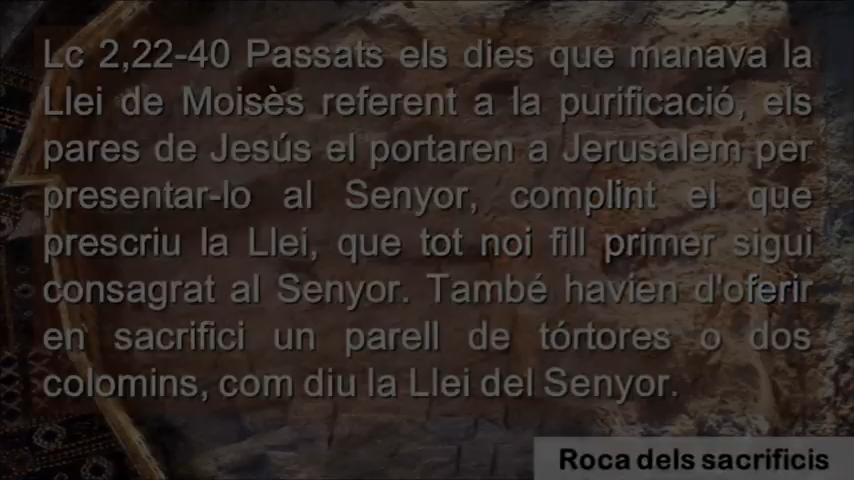 Lc 2,22-40 Passats els dies que manava la
Llei de Moisès referent a la purificació, els
pares de Jesús el portaren a Jerusalem per
presentar-lo al Senyor, complint el que
prescriu la Llei, que tot noi fill primer sigui
consagrat al Senyor. També havien d'oferir
en sacrifici un parell de tórtores o dos
colomins, com diu la Llei del Senyor.
Roca dels sacrificis